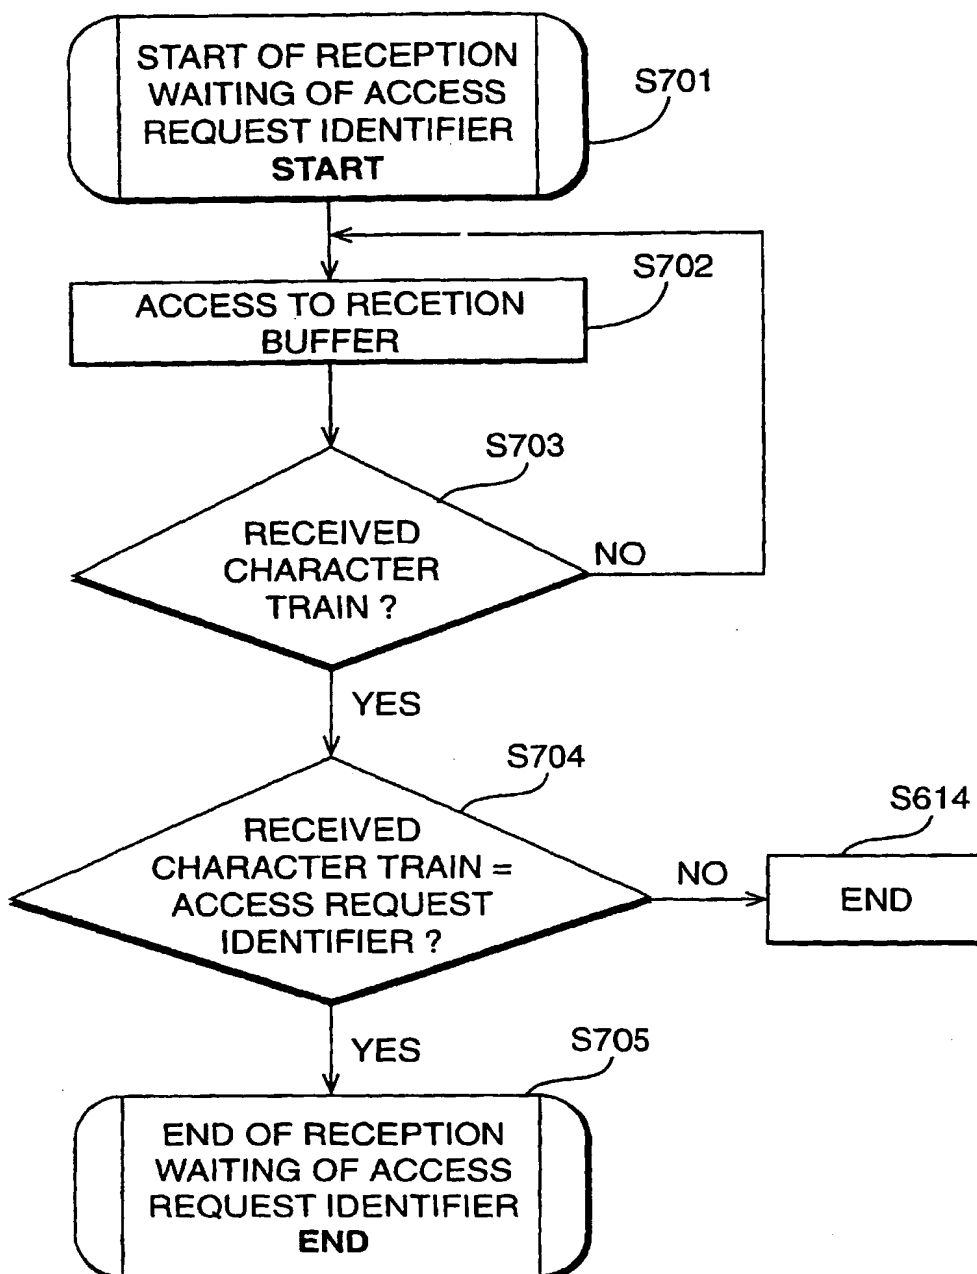 START OF RECEPTION
WAITING OF ACCESS
REQUEST IDENTIFIER
START
S701
S702
ACCESS TO RECETION
BUFFER
S703
RECEIVED
CHARACTER
TRAIN ?
NO
YES
S704
RECEIVED
CHARACTER TRAIN =
ACCESS REQUEST
IDENTIFIER ?
NO
S614
END
YES
S705
END OF RECEPTION
WAITING OF ACCESS
REQUEST IDENTIFIER
END